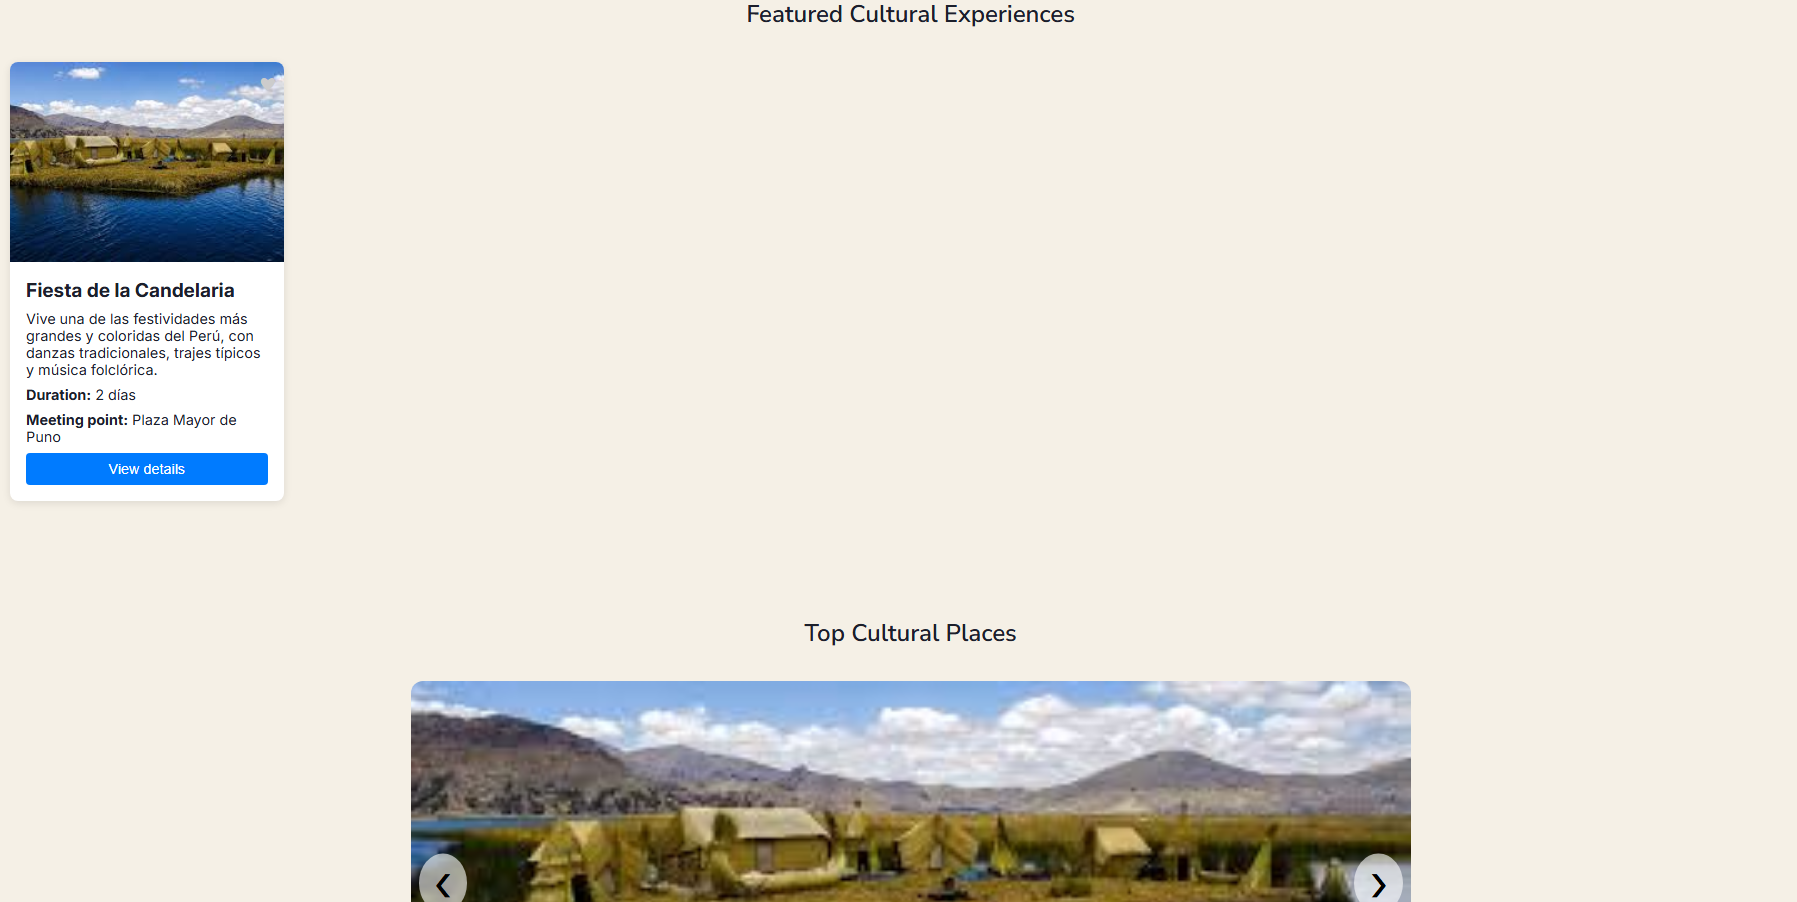 Featured Cultural Experiences
Fiesta de la Candelaria
Vive una de las festividades más
grandes y coloridas del Perú, con
danzas tradicionales, trajes típicos
y música folclórica.
Duration: 2 días
Meeting point: Plaza Mayor de
Puno
View details
Top Cultural Places